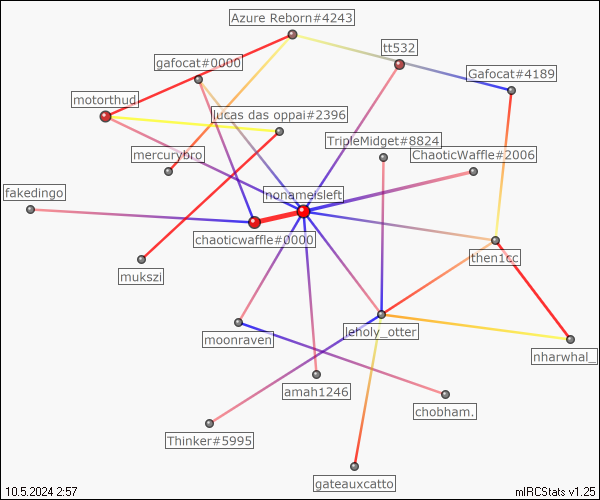 Azure Reborn#4243
tt532
gafocat#0000
Gafocat#4189
motorthud
lucas das oppai#2396
TripleMidget#8824
mercurybro
ChaoticWaffle#2006
fakedingo
nonameisleft
chaoticwaffle#0000
then1cc
mukszi
moonraven
leholy_otter
nharwhal_
amah1246
chobham.
Thinker#5995
gateauxcatto
10.5.2024 2:57
mIRCStats v1.25